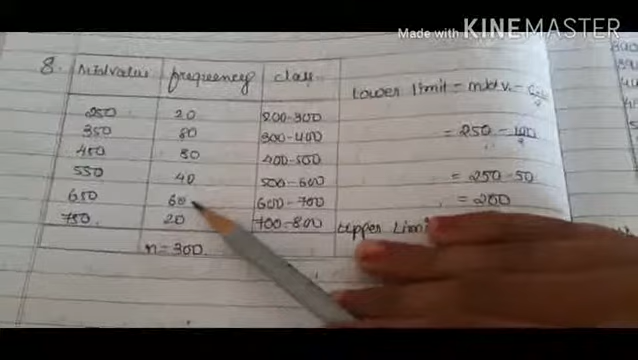 Made with KINEMASTER
8. Midvalues frequency class
250 20 200-300
350 80 300-400
450 80 400-500
550 40 500-600
650 60 600-700
750. 20 700-800
n = 300
Lower limit = mid v. -
= 250 - 100
= 250 - 50
= 200
Upper Limit